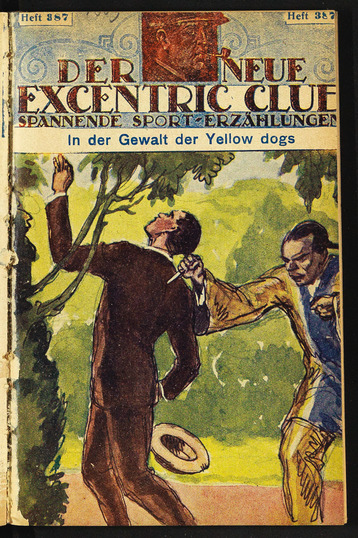 Heft 387
Heft 387
DER NEUE
EXCENTRIC CLUB
SPANNENDE SPORT-ERZÄHLUNGEN
In der Gewalt der Yellow dogs